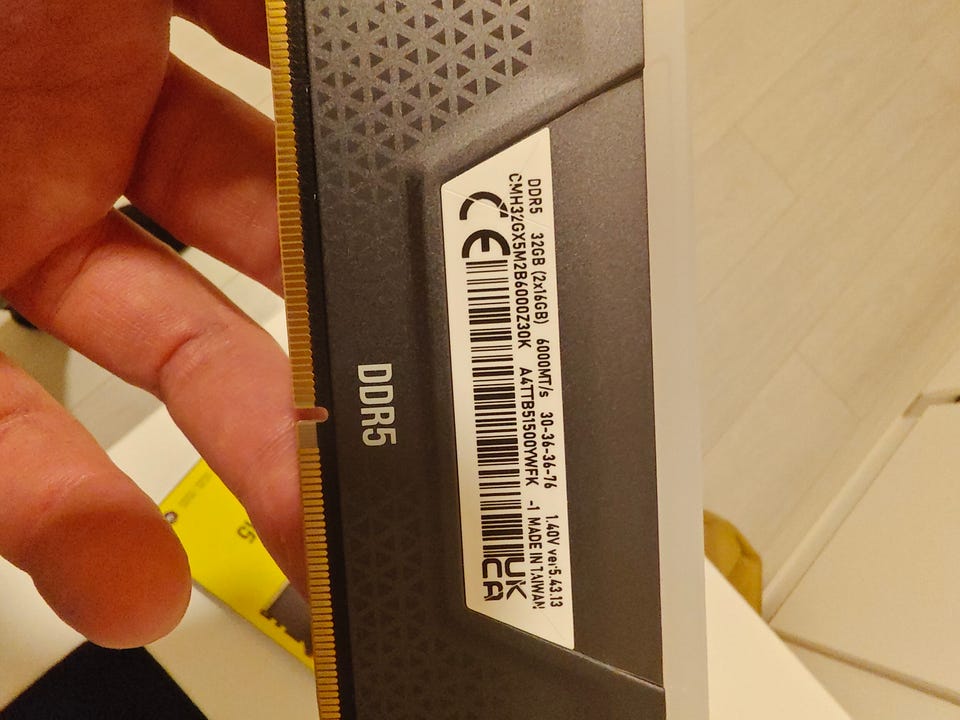 DDR5 32GB (2x16GB) 6000MT/s 30-36-36-76 1.40V ver5.43.13
CMH32GX5M2B6000Z30K A4TTB51500YWFK -1 MADE IN TAIWAN
CE
UK
CA
DDR5